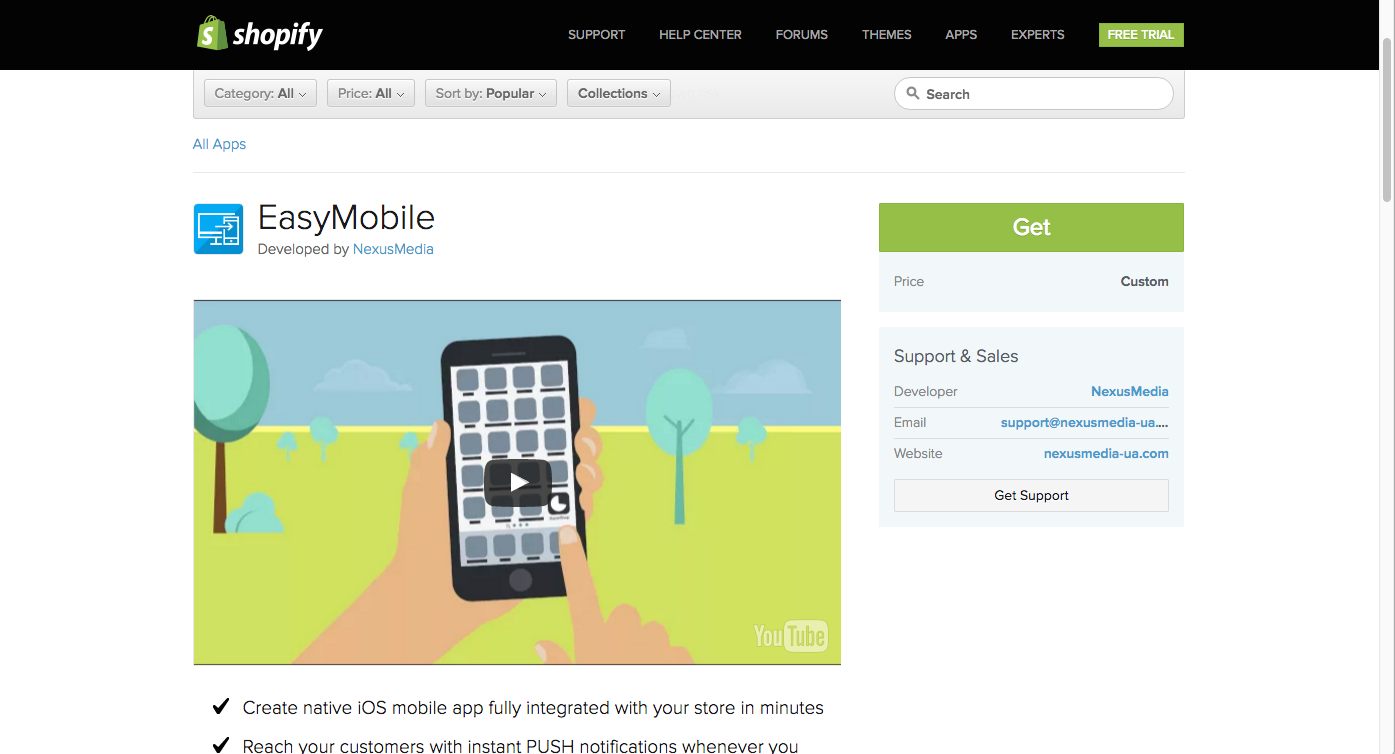 shopify
SUPPORT HELP CENTER FORUMS THEMES APPS EXPERTS FREE TRIAL
Category: All Price: All Sort by: Popular Collections Search
All Apps
EasyMobile
Developed by NexusMedia
Get
Price Custom
Support & Sales
Developer NexusMedia
Email support@nexusmedia-ua....
Website nexusmedia-ua.com
Get Support
YouTube
Create native iOS mobile app fully integrated with your store in minutes
Reach your customers with instant PUSH notifications whenever you